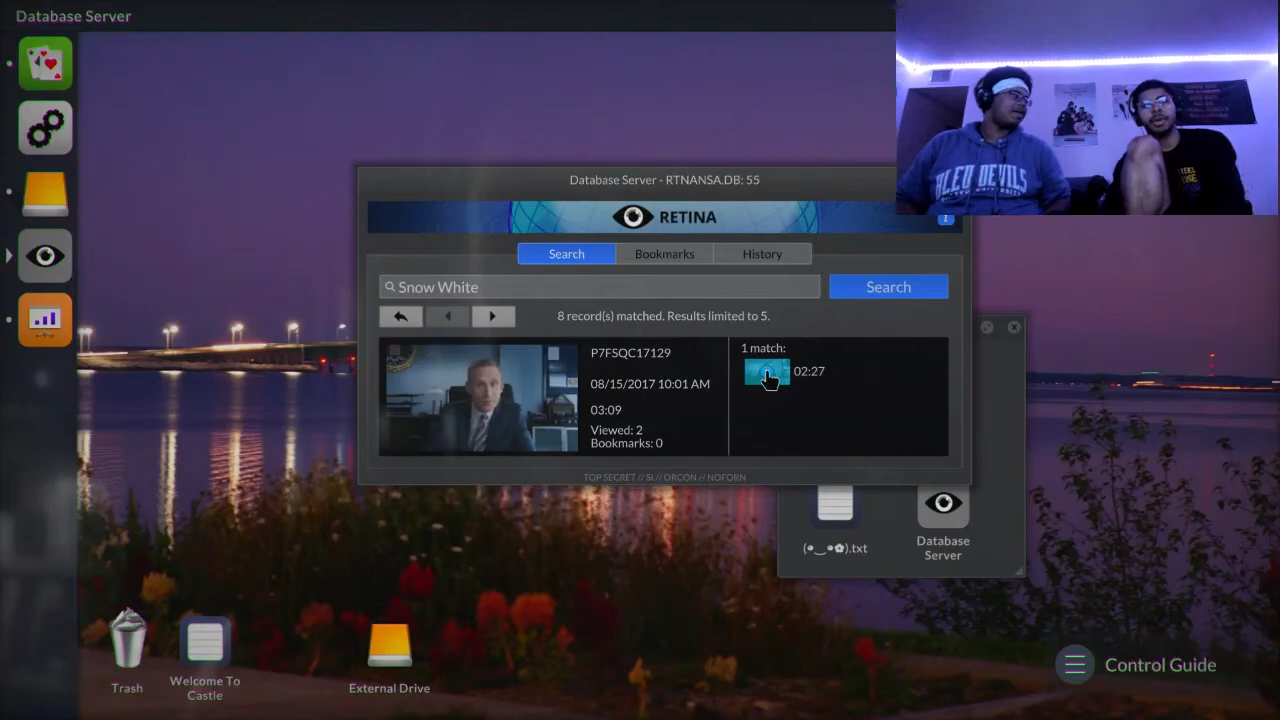 Database Server
Database Server - RTNANSA.DB: 55
RETINA
Search
Bookmarks
History
Snow White
Search
8 record(s) matched. Results limited to 5.
P7FSQC17129
08/15/2017 10:01 AM
03:09
Viewed: 2
Bookmarks: 0
1 match:
02:27
TOP SECRET // SI // ORCON // NOFORN
(•‿•✿).txt
Database
Server
Trash
Welcome To
Castle
External Drive
Control Guide
BLEU DEVILS